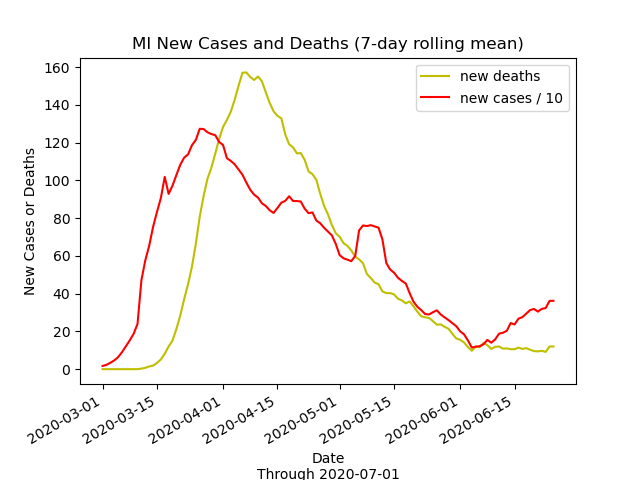 MI New Cases and Deaths (7-day rolling mean)
new deaths
new cases / 10
New Cases or Deaths
160
140
120
100
80
60
40
20
0
2020-03-01
2020-03-15
2020-04-01
2020-04-15
2020-05-01
2020-05-15
2020-06-01
2020-06-15
Date
Through 2020-07-01